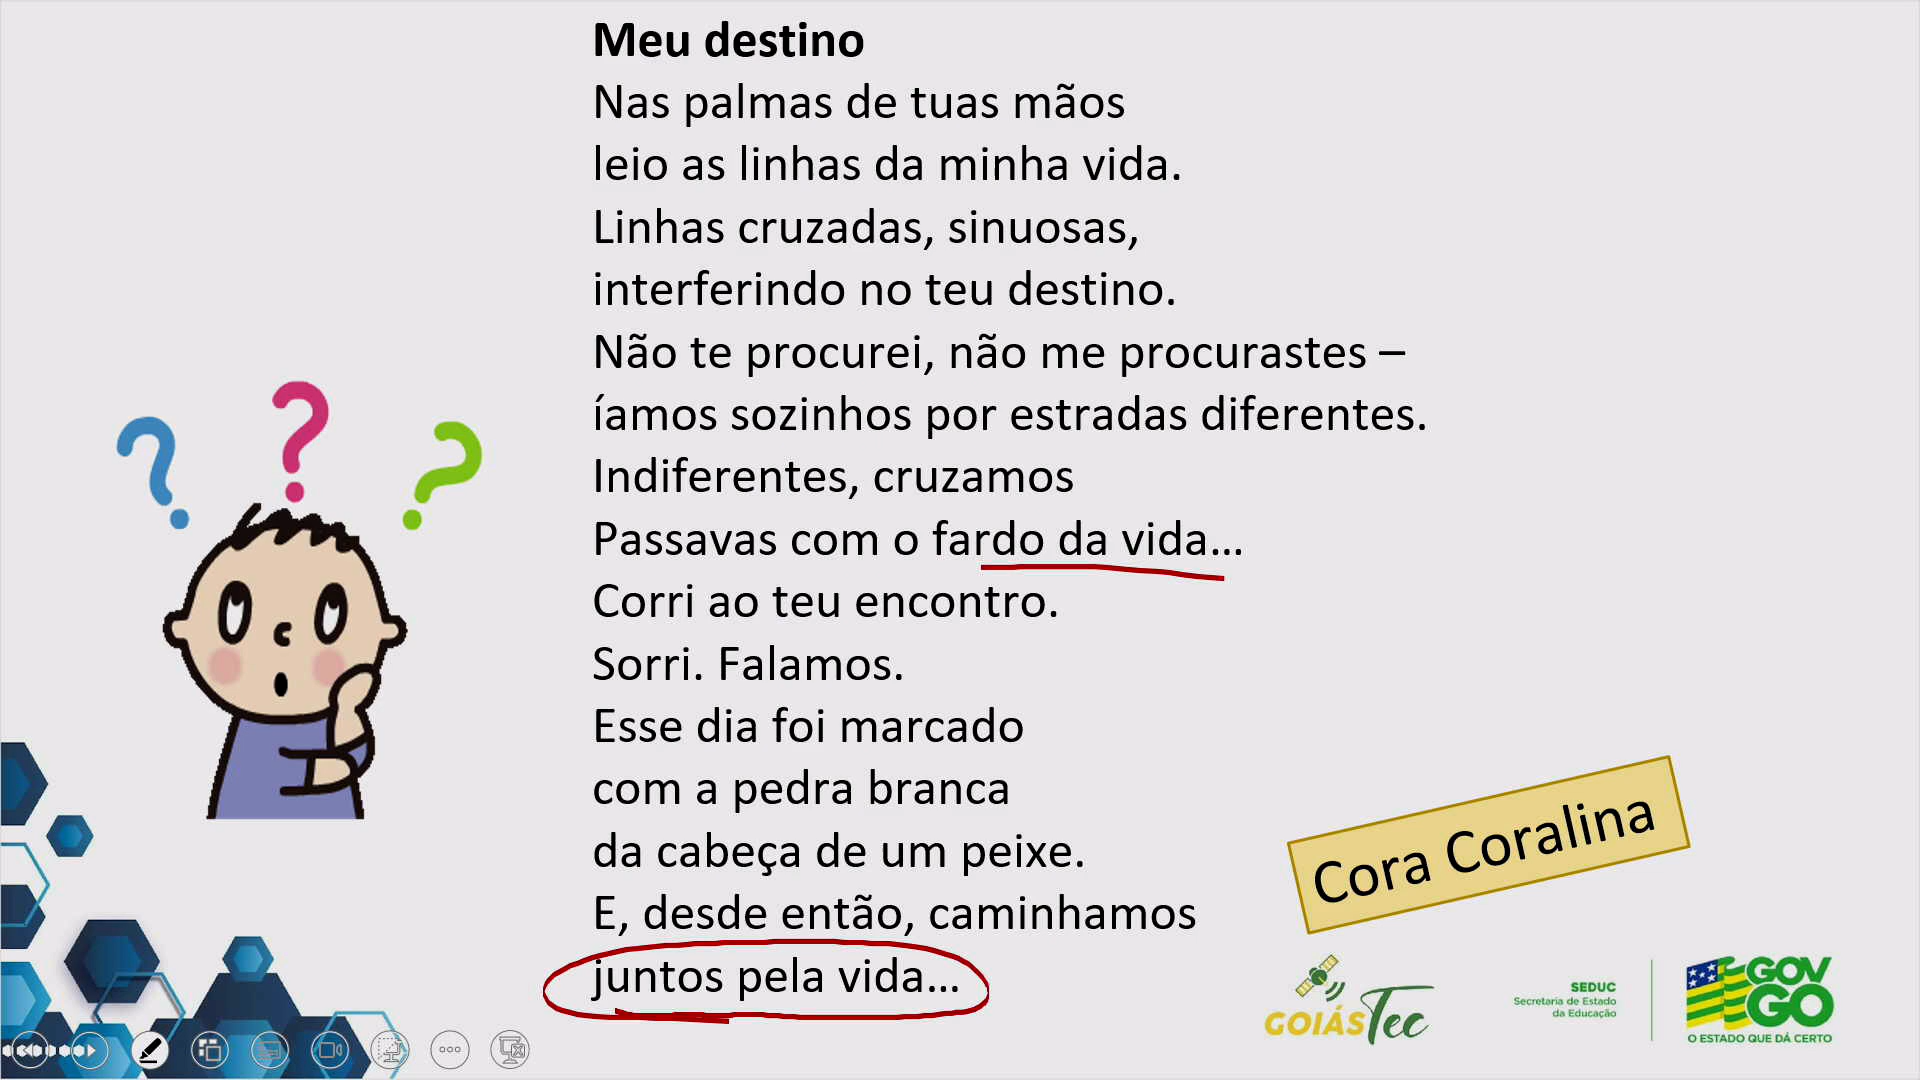 Meu destino
Nas palmas de tuas mãos
leio as linhas da minha vida.
Linhas cruzadas, sinuosas,
interferindo no teu destino.
Não te procurei, não me procurastes –
íamos sozinhos por estradas diferentes.
Indiferentes, cruzamos
Passavas com o fardo da vida...
Corri ao teu encontro.
Sorri. Falamos.
Esse dia foi marcado
com a pedra branca
da cabeça de um peixe.
E, desde então, caminhamos
juntos pela vida...
Cora Coralina
GOIÁSTec
SEDUC
Secretaria de Estado
da Educação
GOV
GO
O ESTADO QUE DÁ CERTO